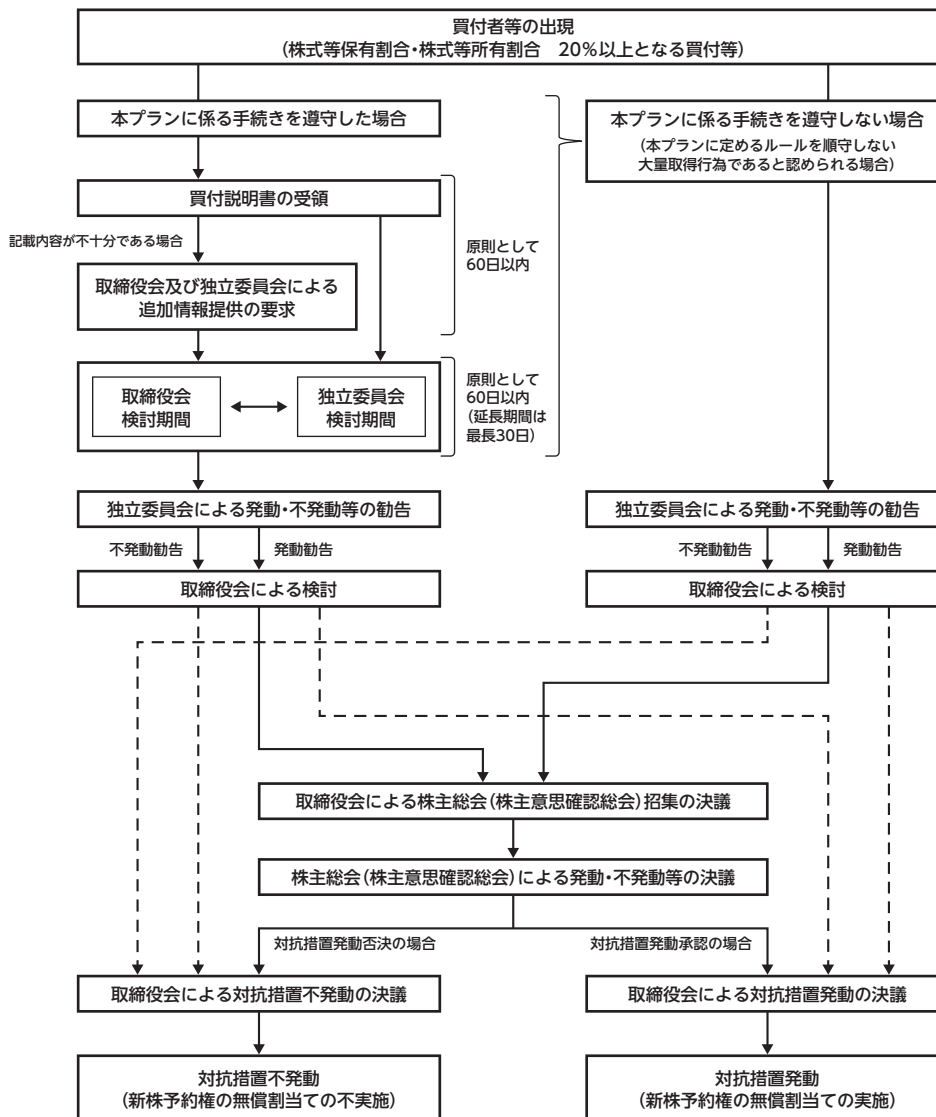 買付者等の出現
（株式等保有割合・株式等所有割合　20％以上となる買付等）
本プランに係る手続きを遵守した場合
本プランに係る手続きを遵守しない場合
（本プランに定めるルールを順守しない
大量取得行為であると認められる場合）
買付説明書の受領
記載内容が不十分である場合
原則として
60日以内
取締役会及び独立委員会による
追加情報提供の要求
取締役会
検討期間
独立委員会
検討期間
原則として
60日以内
（延長期間は
最長30日）
独立委員会による発動・不発動等の勧告
独立委員会による発動・不発動等の勧告
不発動勧告
発動勧告
不発動勧告
発動勧告
取締役会による検討
取締役会による検討
取締役会による株主総会（株主意思確認総会）招集の決議
株主総会（株主意思確認総会）による発動・不発動等の決議
対抗措置発動否決の場合
対抗措置発動承認の場合
取締役会による対抗措置不発動の決議
取締役会による対抗措置発動の決議
対抗措置不発動
（新株予約権の無償割当ての不実施）
対抗措置発動
（新株予約権の無償割当ての実施）